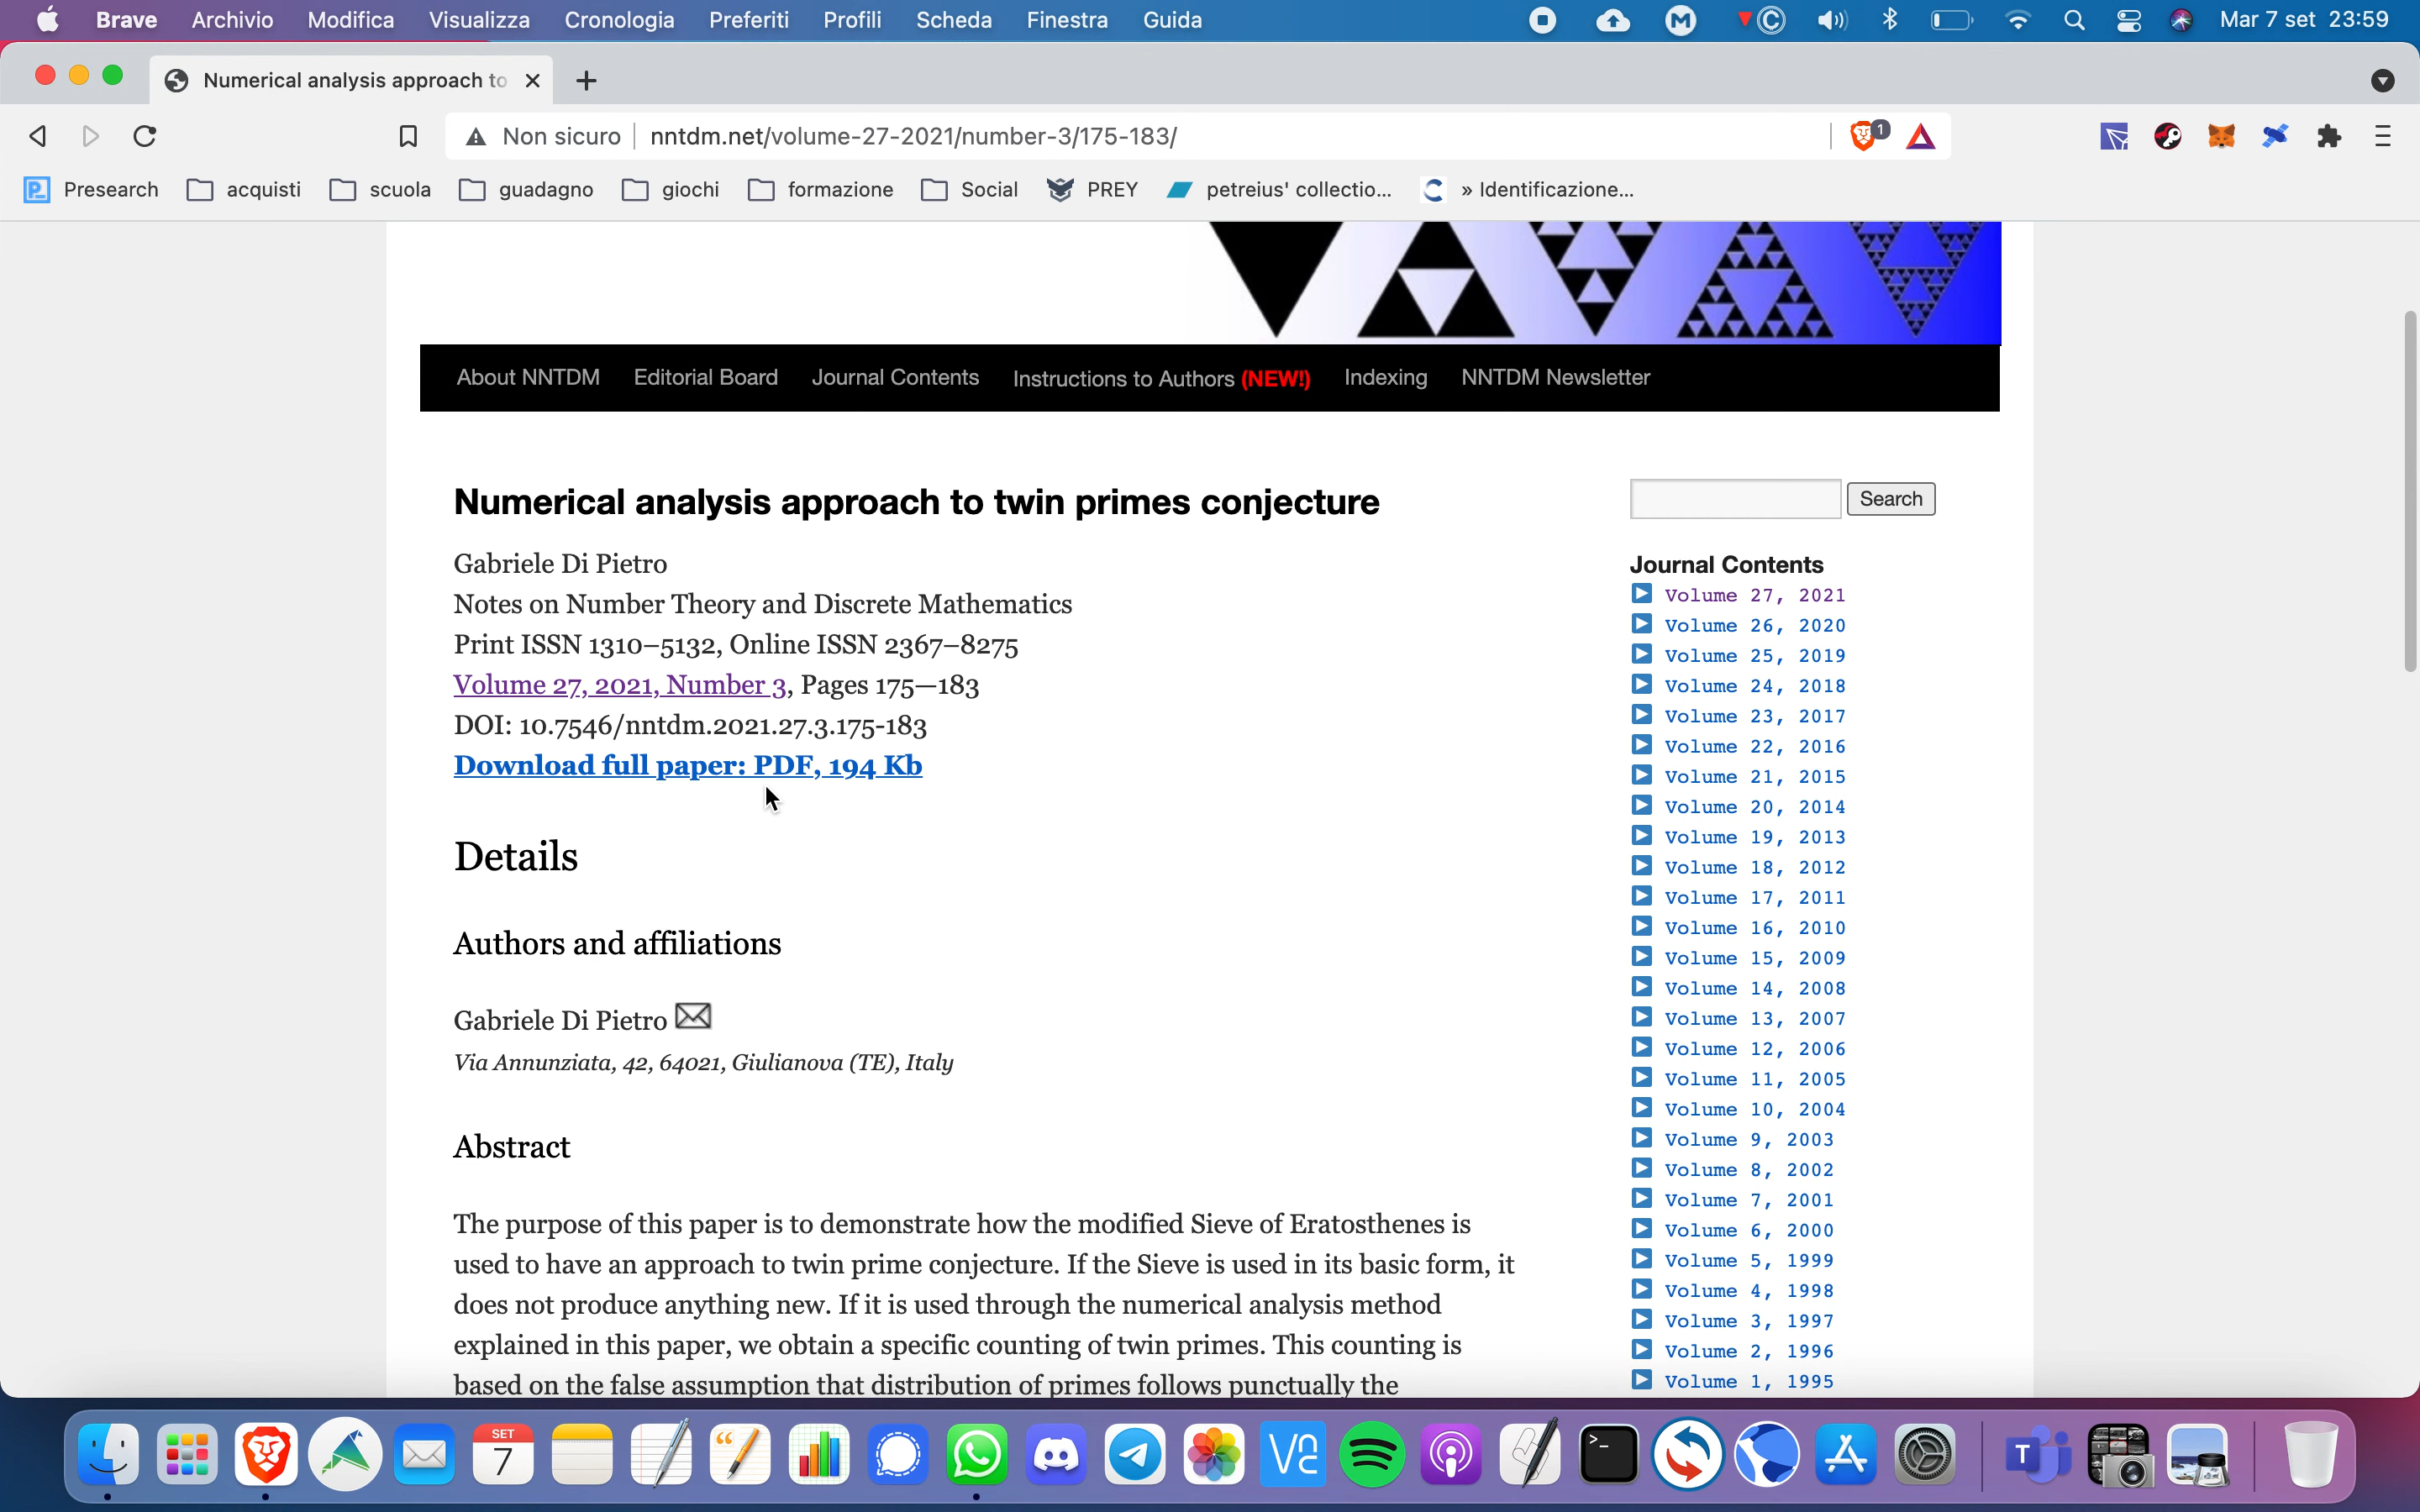 Brave Archivio Modifica Visualizza Cronologia Preferiti Profili Scheda Finestra Guida Mar 7 set 23:59
Numerical analysis approach to
Non sicuro nntdm.net/volume-27-2021/number-3/175-183/ 1
Presearch acquisti scuola guadagno giochi formazione Social PREY petreius' collectio... » Identificazione...
About NNTDM Editorial Board Journal Contents Instructions to Authors (NEW!) Indexing NNTDM Newsletter
Numerical analysis approach to twin primes conjecture
Gabriele Di Pietro
Notes on Number Theory and Discrete Mathematics
Print ISSN 1310–5132, Online ISSN 2367–8275
Volume 27, 2021, Number 3, Pages 175—183
DOI: 10.7546/nntdm.2021.27.3.175-183
Download full paper: PDF, 194 Kb
Details
Authors and affiliations
Gabriele Di Pietro
Via Annunziata, 42, 64021, Giulianova (TE), Italy
Abstract
The purpose of this paper is to demonstrate how the modified Sieve of Eratosthenes is
used to have an approach to twin prime conjecture. If the Sieve is used in its basic form, it
does not produce anything new. If it is used through the numerical analysis method
explained in this paper, we obtain a specific counting of twin primes. This counting is
based on the false assumption that distribution of primes follows punctually the
Search
Journal Contents
Volume 27, 2021
Volume 26, 2020
Volume 25, 2019
Volume 24, 2018
Volume 23, 2017
Volume 22, 2016
Volume 21, 2015
Volume 20, 2014
Volume 19, 2013
Volume 18, 2012
Volume 17, 2011
Volume 16, 2010
Volume 15, 2009
Volume 14, 2008
Volume 13, 2007
Volume 12, 2006
Volume 11, 2005
Volume 10, 2004
Volume 9, 2003
Volume 8, 2002
Volume 7, 2001
Volume 6, 2000
Volume 5, 1999
Volume 4, 1998
Volume 3, 1997
Volume 2, 1996
Volume 1, 1995
SET
7